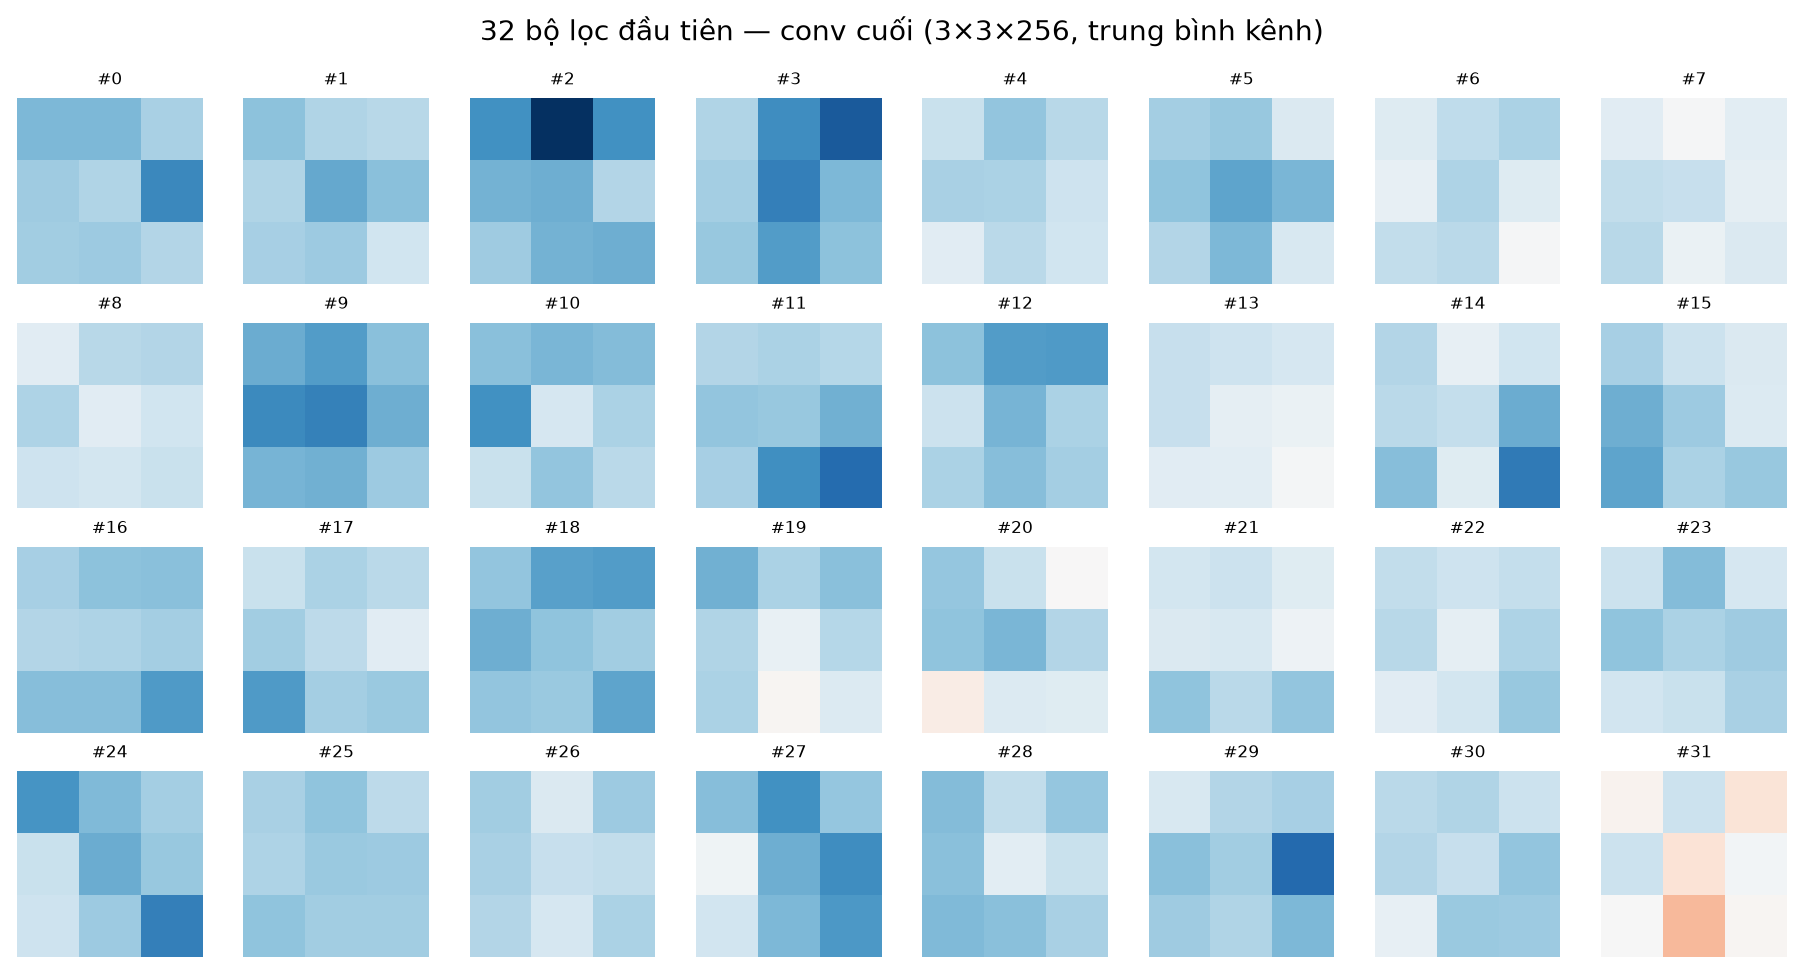 32 bộ lọc đầu tiên — conv cuối (3×3×256, trung bình kênh)
#0 #1 #2 #3 #4 #5 #6 #7
#8 #9 #10 #11 #12 #13 #14 #15
#16 #17 #18 #19 #20 #21 #22 #23
#24 #25 #26 #27 #28 #29 #30 #31